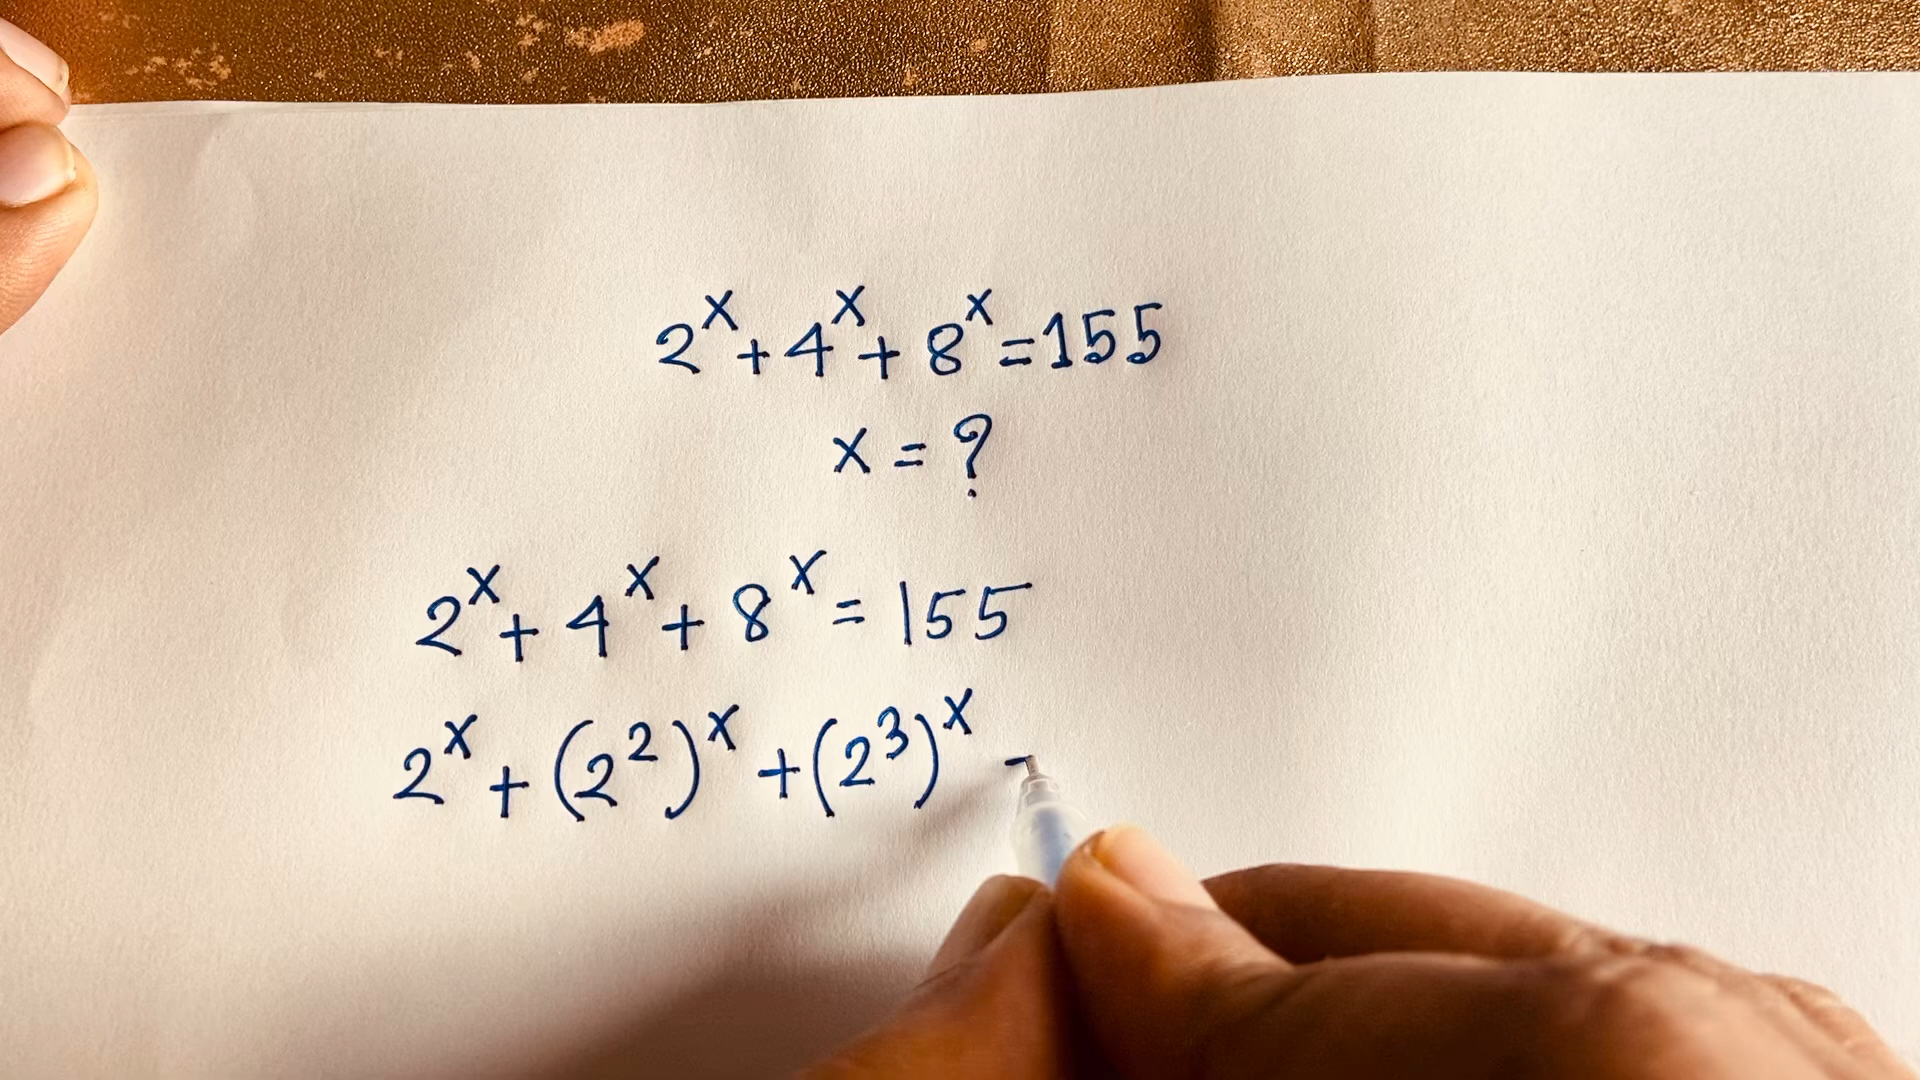 2^x + 4^x + 8^x = 155
x = ?
2^x + 4^x + 8^x = 155
2^x + (2^2)^x + (2^3)^x -